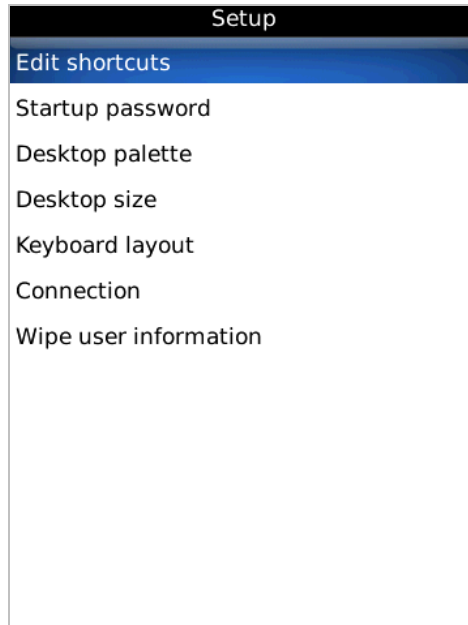 Setup
Edit shortcuts
Startup password
Desktop palette
Desktop size
Keyboard layout
Connection
Wipe user information